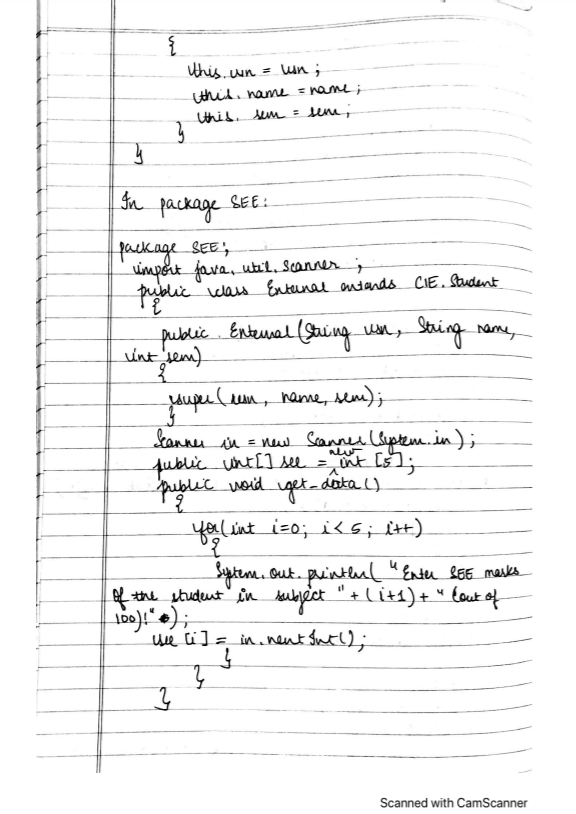 {
this.usn = usn;
this.name = name;
this. sem = sem;
}
}
In package SEE:
package SEE;
import java.util.Scanner ;
public class External extends CIE.Student
{
public External (String usn, String name,
int sem)
{
super(usn, name, sem);
}
Scanner in = new Scanner(System.in);
public int[] see = new int [5];
public void get_data()
{
for(int i=0; i<5; i++)
{
System.out.println( "Enter SEE marks
of the student in subject "+(i+1)+" (out of
100)!" );
see [i] = in.nextInt();
}
}
}
Scanned with CamScanner